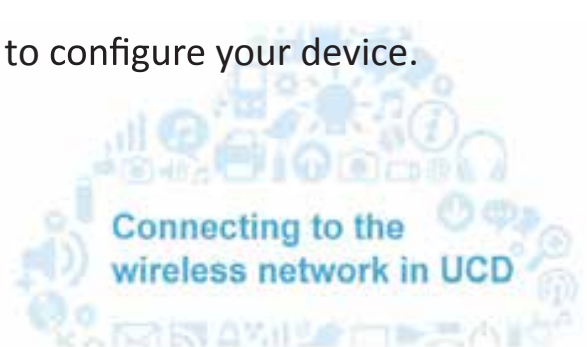 to configure your device.
Connecting to the
wireless network in UCD